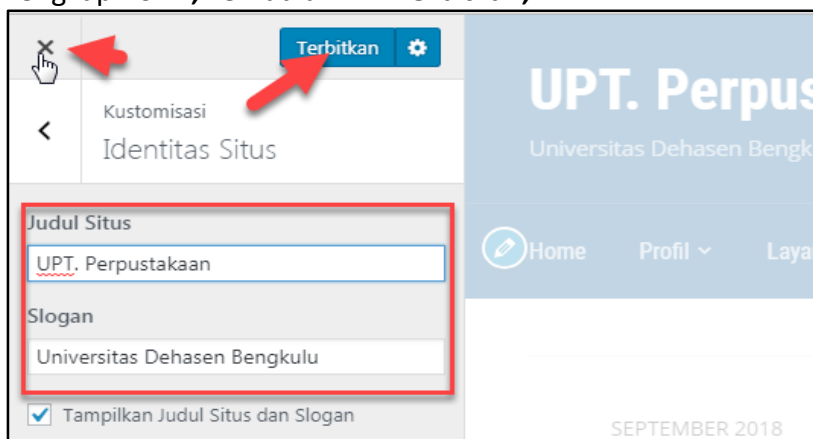 Terbitkan
Kustomisasi
Identitas Situs
Judul Situs
UPT. Perpustakaan
Slogan
Universitas Dehasen Bengkulu
Tampilkan Judul Situs dan Slogan
UPT. Perpus
Universitas Dehasen Bengk
Home Profil Laya
SEPTEMBER 2018